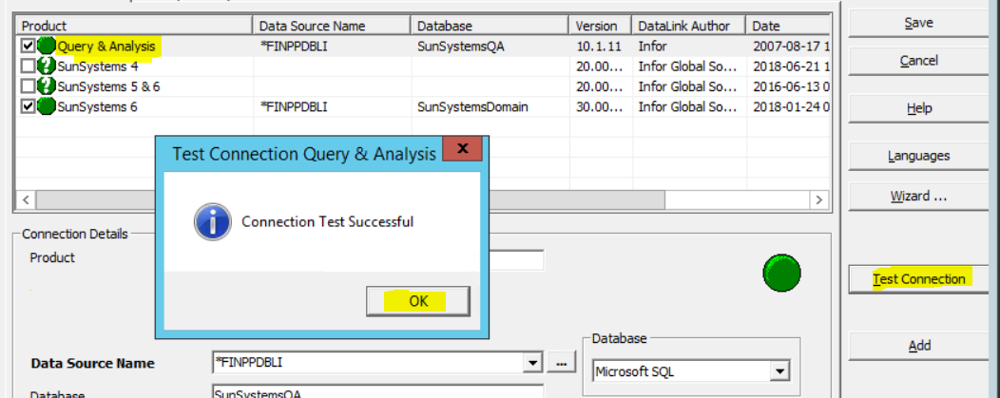 Product Data Source Name Database Version DataLink Author Date
Query & Analysis *FINPPDBLI SunSystemsQA 10.1.11 Infor 2007-08-17 1
SunSystems 4 20.00... Infor Global So... 2018-06-21 1
SunSystems 5 & 6 20.00... Infor Global So... 2016-06-13 0
SunSystems 6 *FINPPDBLI SunSystemsDomain 30.00... Infor Global So... 2018-01-24 0
Save
Cancel
Help
Languages
Wizard ...
Test Connection Query & Analysis x
Connection Test Successful
OK
Connection Details
Product
Test Connection
Add
Data Source Name *FINPPDBLI ...
Database
Microsoft SQL
Database SunSystemsQA